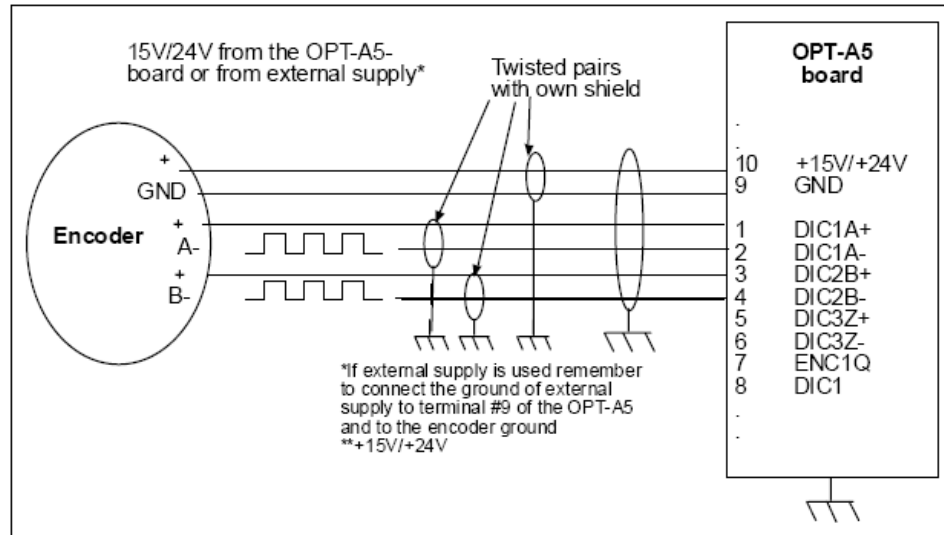 15V/24V from the OPT-A5-
board or from external supply*
Twisted pairs
with own shield
OPT-A5
board
.
.
+
10 +15V/+24V
GND
9 GND
Encoder
+
1 DIC1A+
A-
2 DIC1A-
+
3 DIC2B+
B-
4 DIC2B-
5 DIC3Z+
6 DIC3Z-
7 ENC1Q
8 DIC1
.
.
*If external supply is used remember
to connect the ground of external
supply to terminal #9 of the OPT-A5
and to the encoder ground
**+15V/+24V